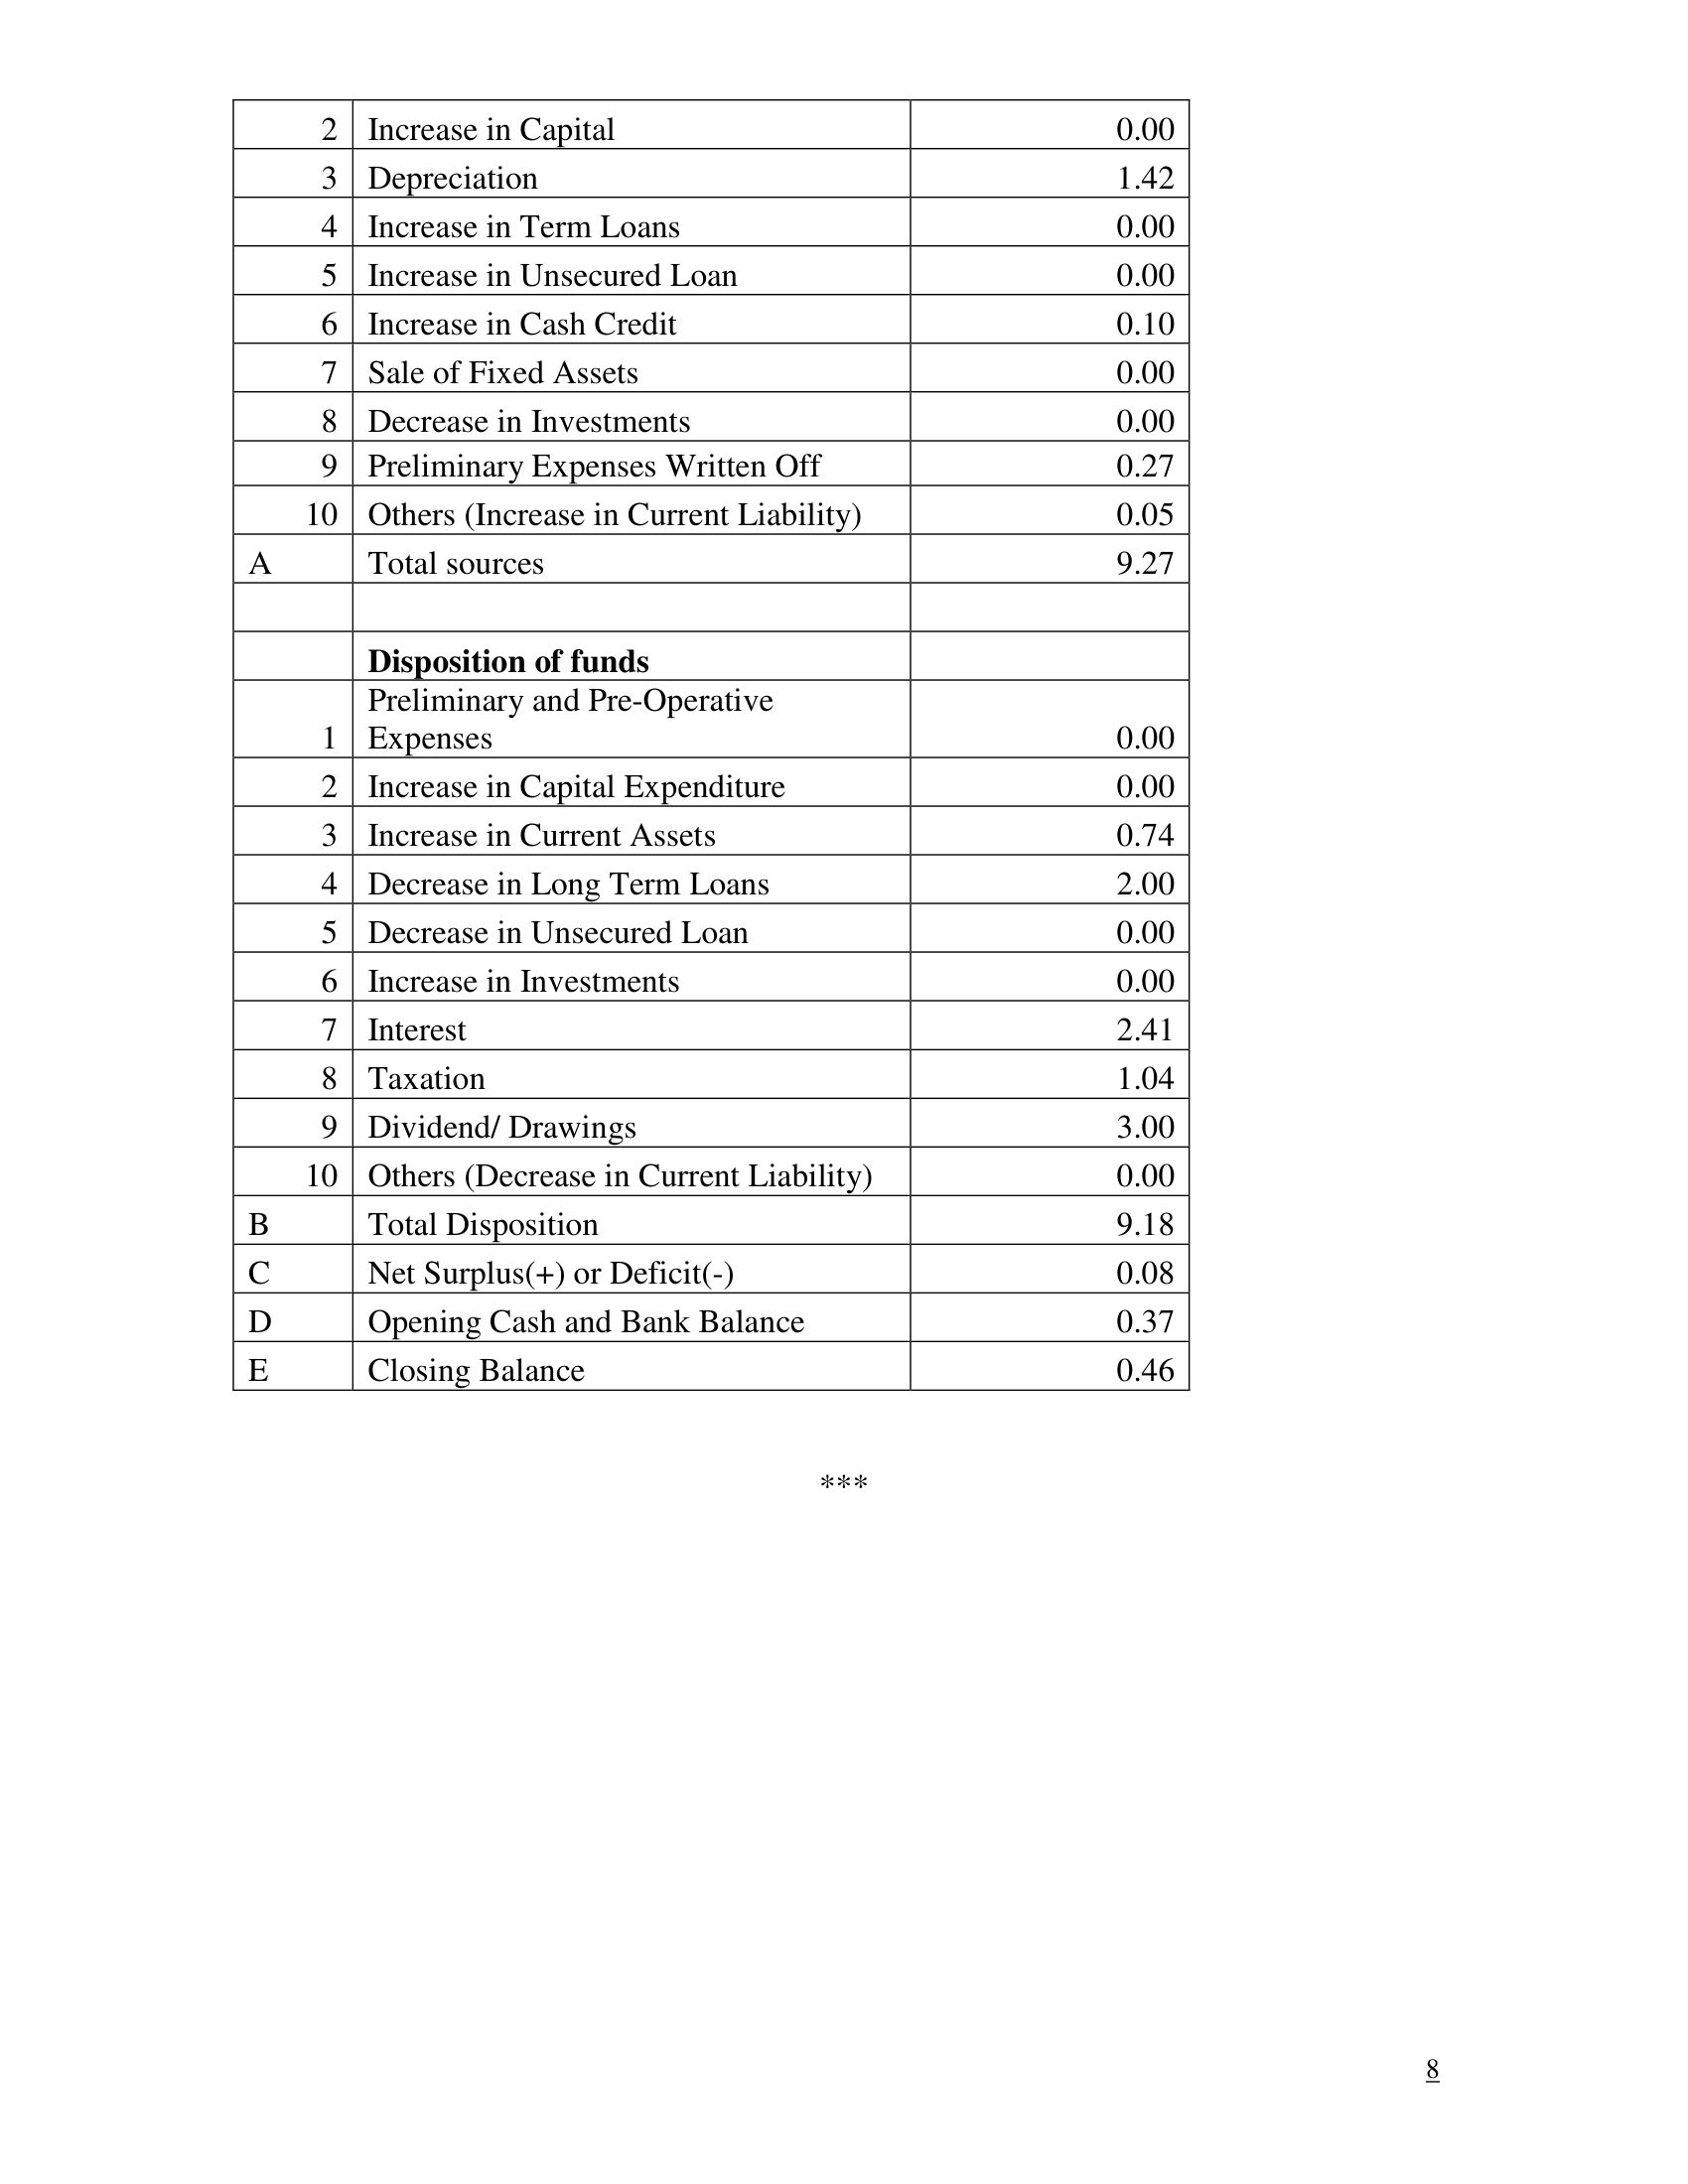 2 Increase in Capital 0.00
3 Depreciation 1.42
4 Increase in Term Loans 0.00
5 Increase in Unsecured Loan 0.00
6 Increase in Cash Credit 0.10
7 Sale of Fixed Assets 0.00
8 Decrease in Investments 0.00
9 Preliminary Expenses Written Off 0.27
10 Others (Increase in Current Liability) 0.05
A Total sources 9.27
Disposition of funds
Preliminary and Pre-Operative
1 Expenses 0.00
2 Increase in Capital Expenditure 0.00
3 Increase in Current Assets 0.74
4 Decrease in Long Term Loans 2.00
5 Decrease in Unsecured Loan 0.00
6 Increase in Investments 0.00
7 Interest 2.41
8 Taxation 1.04
9 Dividend/ Drawings 3.00
10 Others (Decrease in Current Liability) 0.00
B Total Disposition 9.18
C Net Surplus(+) or Deficit(-) 0.08
D Opening Cash and Bank Balance 0.37
E Closing Balance 0.46
***
8